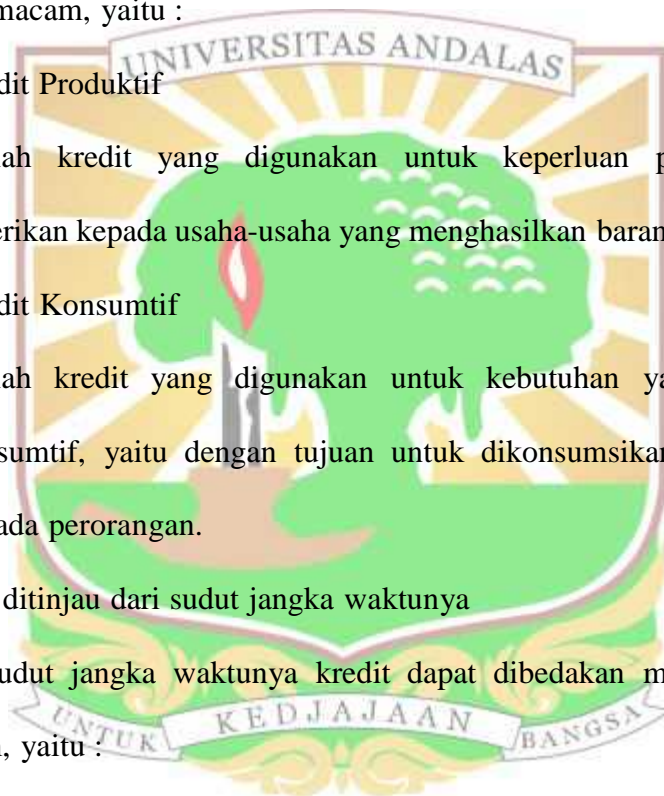 macam, yaitu :
UNIVERSITAS ANDALAS
dit Produktif
lah kredit yang digunakan untuk keperluan p
erikan kepada usaha-usaha yang menghasilkan baran
dit Konsumtif
lah kredit yang digunakan untuk kebutuhan ya
sumtif, yaitu dengan tujuan untuk dikonsumsikan
ada perorangan.
ditinjau dari sudut jangka waktunya
udut jangka waktunya kredit dapat dibedakan m
UNTUK KEDJAJAAN BANGSA
, yaitu :